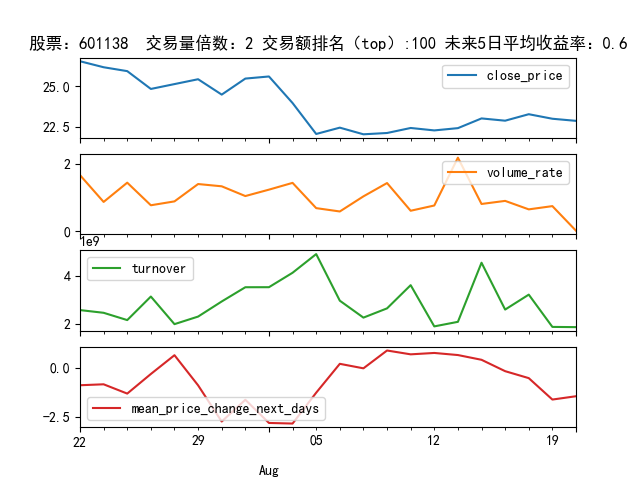 股票：601138  交易量倍数：2 交易额排名（top）:100 未来5日平均收益率：0.6
25.0
22.5
close_price
2
0
volume_rate
1e9
4
2
turnover
0.0
−2.5
mean_price_change_next_days
22 29 05 12 19
Aug